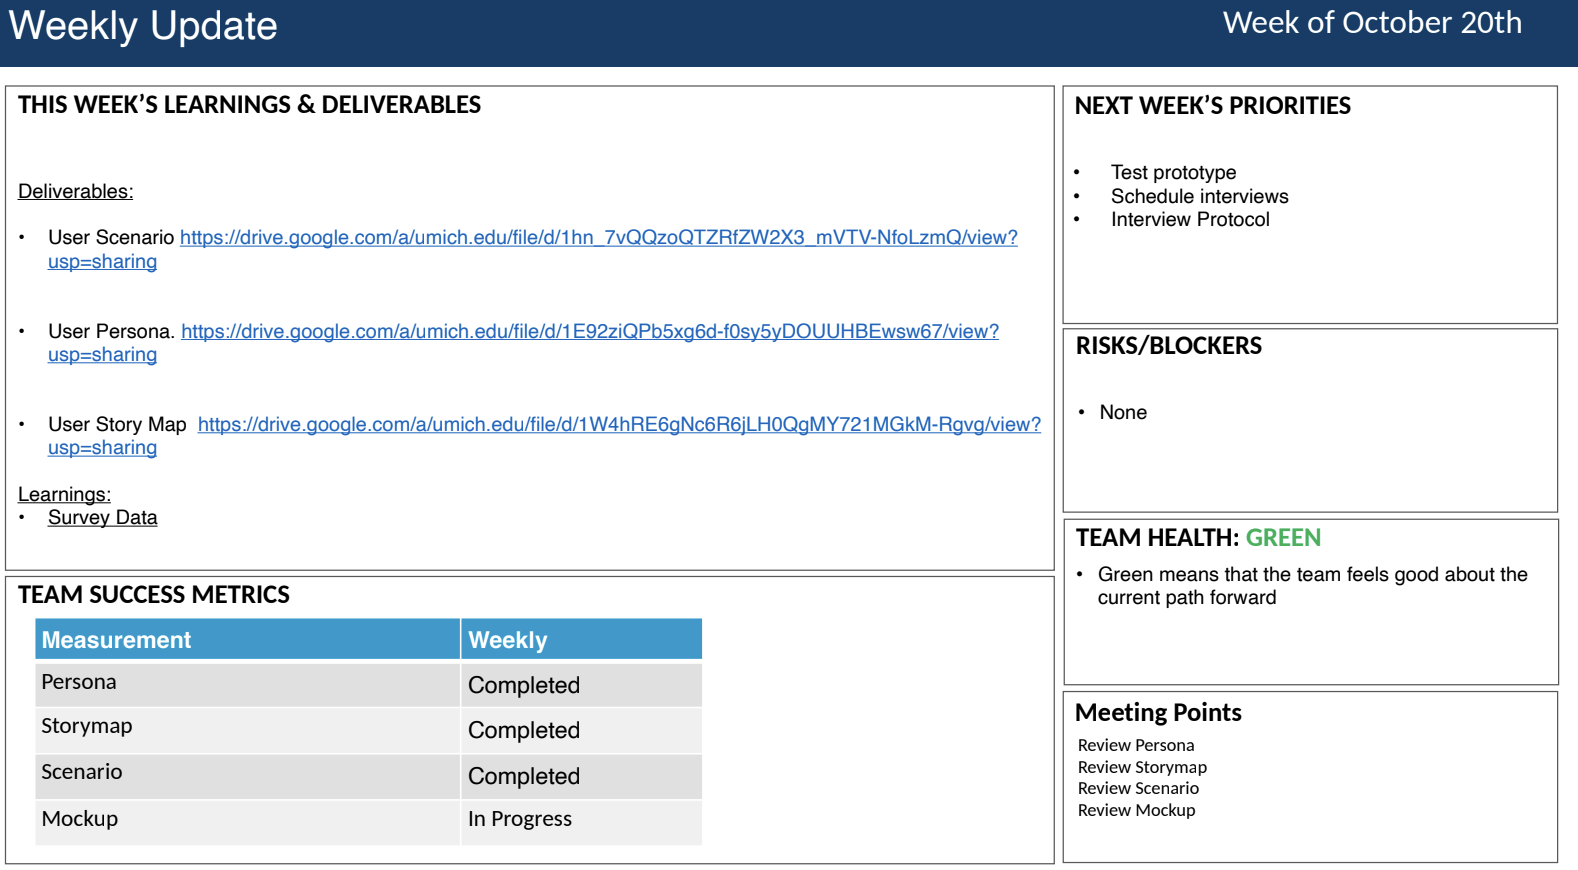 Weekly Update
Week of October 20th
THIS WEEK’S LEARNINGS & DELIVERABLES
Deliverables:
• User Scenario https://drive.google.com/a/umich.edu/file/d/1hn_7vQQzoQTZRfZW2X3_mVTV-NfoLzmQ/view?
usp=sharing
• User Persona. https://drive.google.com/a/umich.edu/file/d/1E92ziQPb5xg6d-f0sy5yDOUUHBEwsw67/view?
usp=sharing
• User Story Map https://drive.google.com/a/umich.edu/file/d/1W4hRE6gNc6R6jLH0QgMY721MGkM-Rgvg/view?
usp=sharing
Learnings:
• Survey Data
TEAM SUCCESS METRICS
Measurement Weekly
Persona Completed
Storymap Completed
Scenario Completed
Mockup In Progress
NEXT WEEK’S PRIORITIES
• Test prototype
• Schedule interviews
• Interview Protocol
RISKS/BLOCKERS
• None
TEAM HEALTH: GREEN
• Green means that the team feels good about the
current path forward
Meeting Points
Review Persona
Review Storymap
Review Scenario
Review Mockup